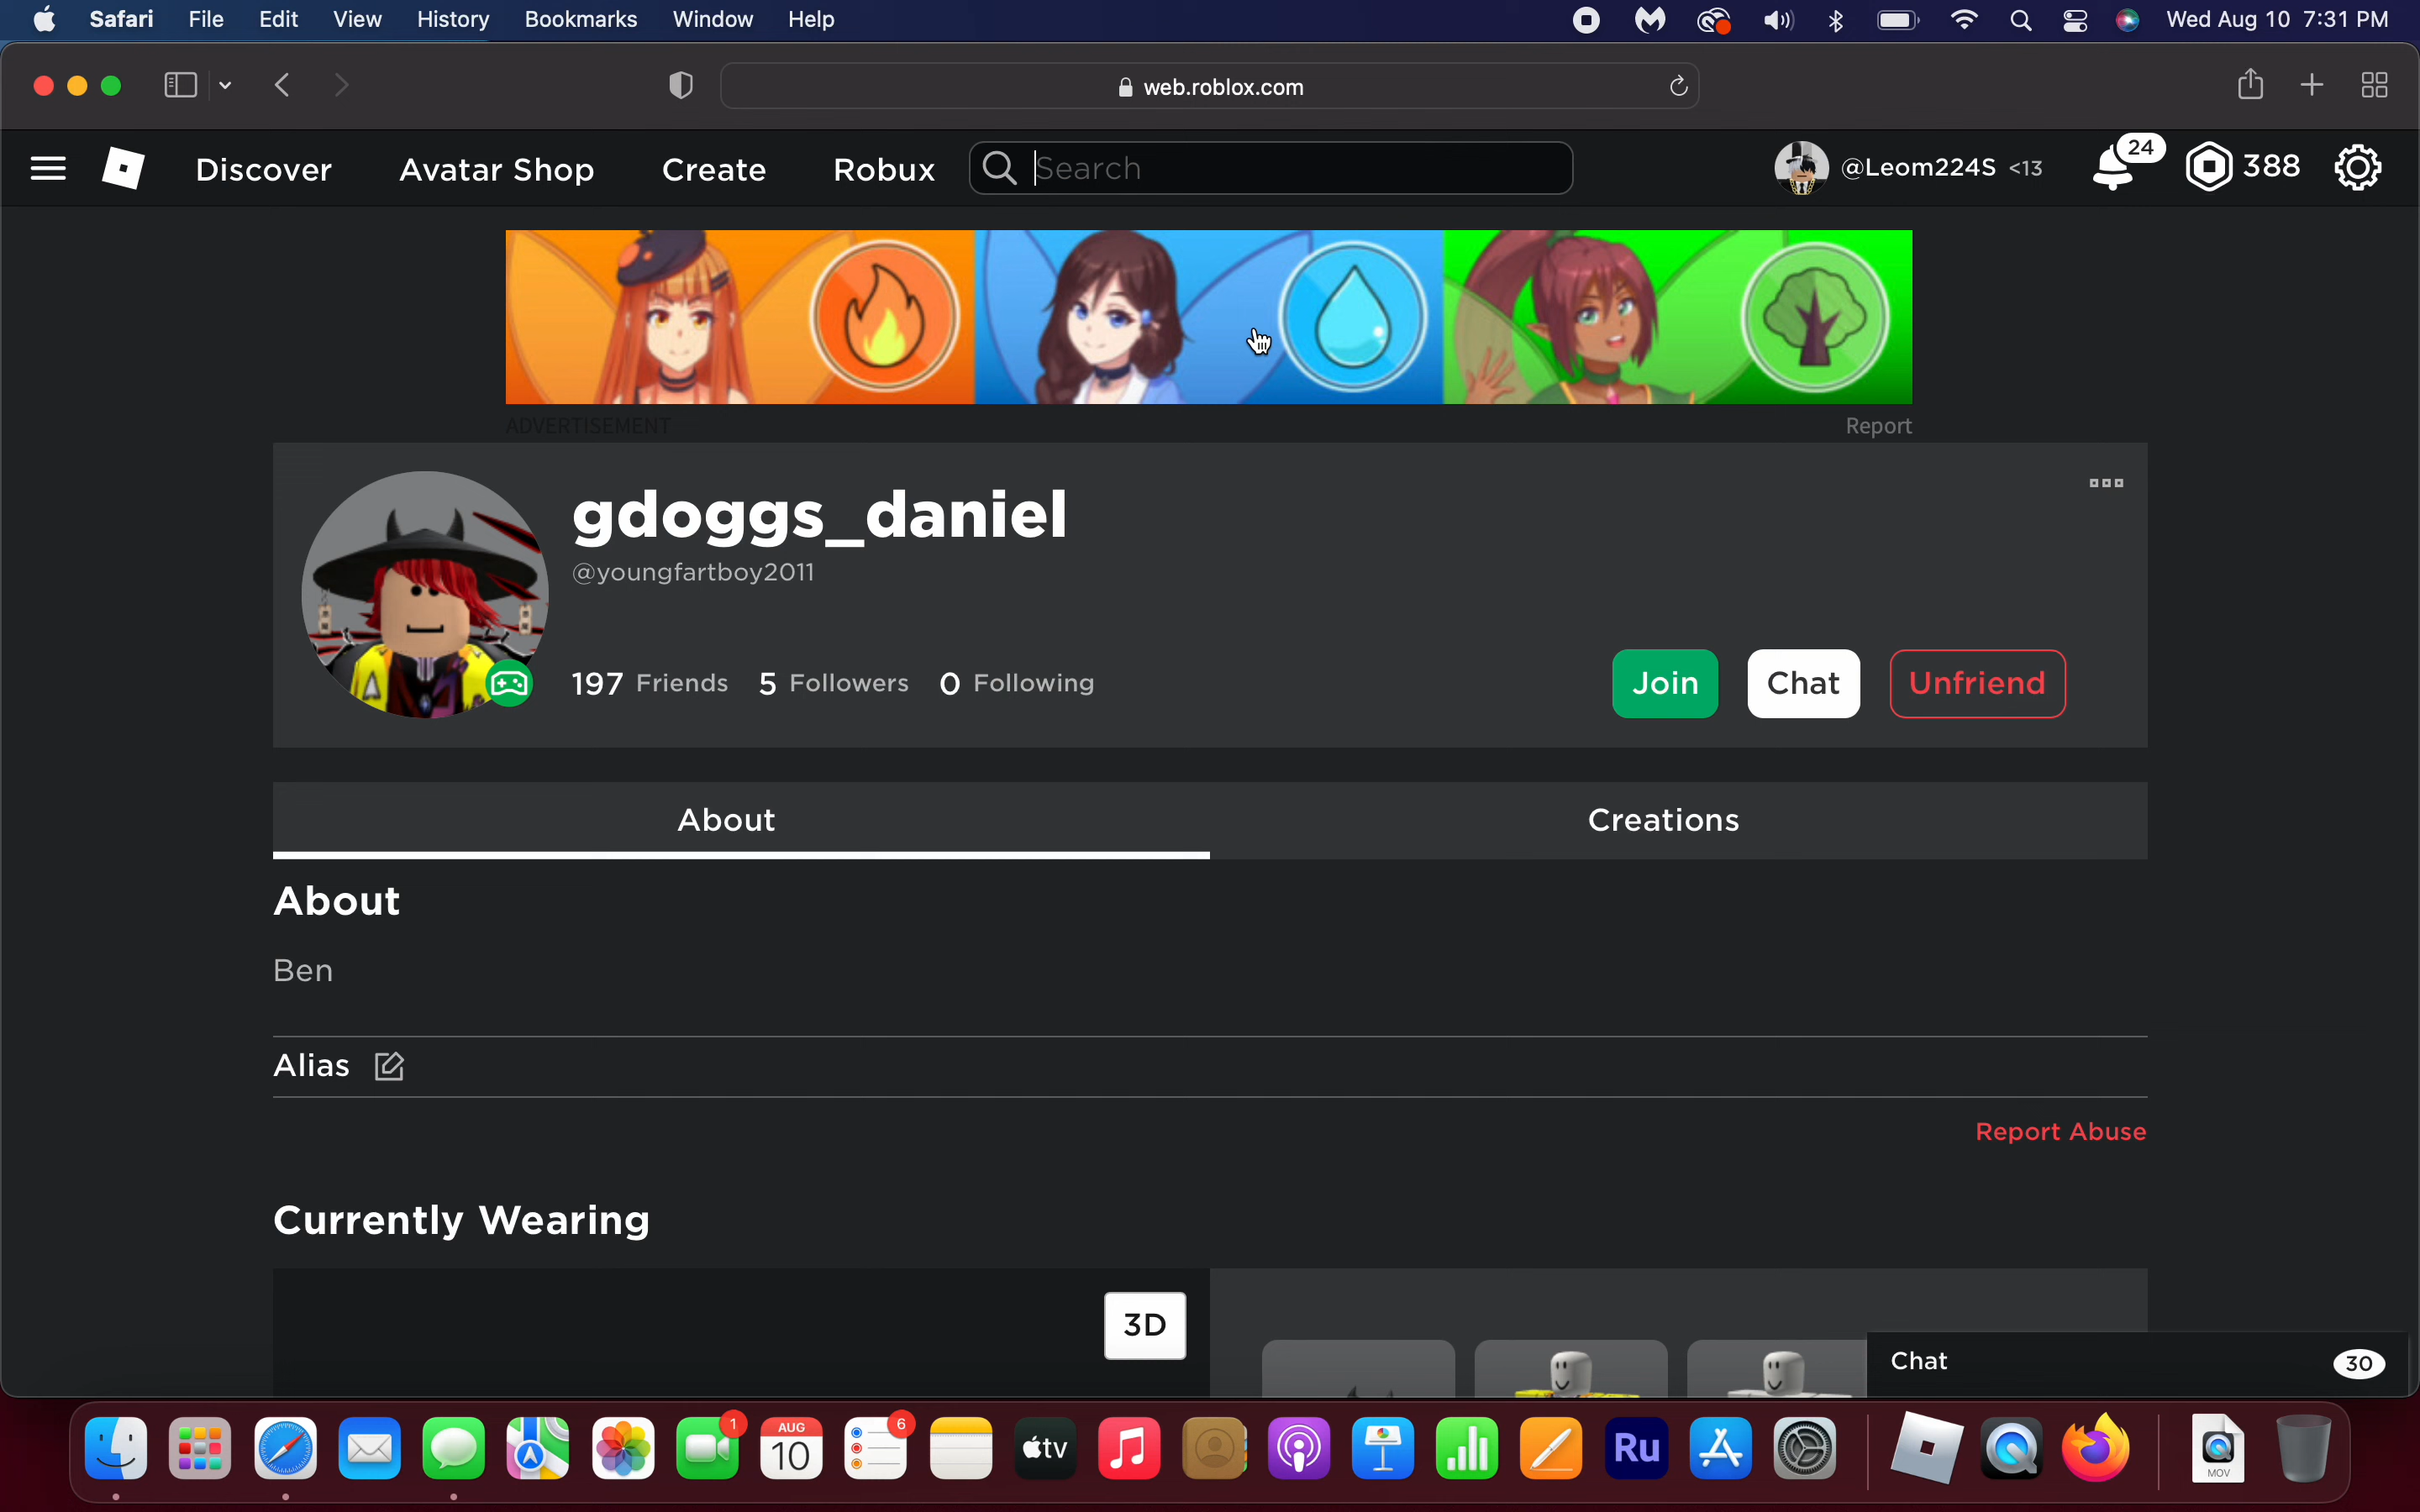 Safari File Edit View History Bookmarks Window Help Wed Aug 10 7:31 PM
web.roblox.com
Discover Avatar Shop Create Robux Search @Leom224S <13 24 388
ADVERTISEMENT Report
gdoggs_daniel
@youngfartboy2011
197 Friends 5 Followers 0 Following Join Chat Unfriend
About Creations
About
Ben
Alias
Report Abuse
Currently Wearing
3D
Chat 30
1 AUG 10 6 tv Ru MOV